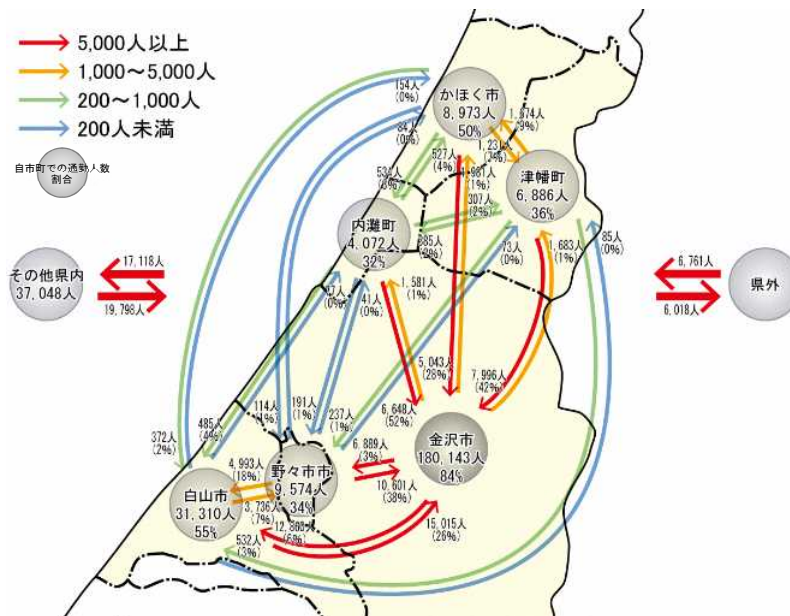 5,000人以上
1,000～5,000人
200～1,000人
200人未満
自市町での通勤人数
割合
154人
(0%)
かほく市
8,973人
50%
1,674人
(9%)
84人
(0%)
527人
(4%)
(1%)
307人
(2%)
津幡町
6,886人
36%
内灘町
4,072人
32%
73人
(0%)
1,683人
(1%)
85人
(0%)
その他県内
37,048人
17,118人
19,798人
県外
6,761人
6,018人
(0%)
41人
(0%)
1,581人
(1%)
5,043人
(28%)
7,996人
(42%)
6,648人
(52%)
485人
(4%)
114人
(1%)
191人
(1%)
237人
(1%)
372人
(2%)
6,889人
(3%)
金沢市
180,143人
84%
4,993人
(18%)
野々市市
9,574人
34%
10,601人
(38%)
白山市
31,310人
55%
3,736人
(7%)
532人
(3%)
(6%)
15,015人
(26%)